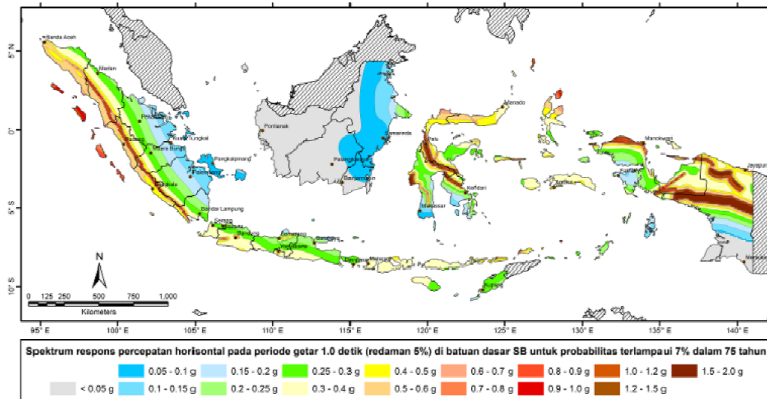 Banda Aceh
Medan
5°N
Manado
Pontianak
Manokwari
0°
Samarinda
Palu
Pangkalpinang
Jayapura
Kendari
Makassar
5°S
Bandar Lampung
Serang
Bandung
Semarang
Mataram
Kupang
N
10°S
0 125 250 500 750 1,000
Kilometers
95°E 100°E 105°E 110°E 115°E 120°E 125°E 130°E 135°E 140°E
Spektrum respons percepatan horisontal pada periode getar 1.0 detik (redaman 5%) di batuan dasar SB untuk probabilitas terlampaui 7% dalam 75 tahun
0.05 - 0.1 g 0.15 - 0.2 g 0.25 - 0.3 g 0.4 - 0.5 g 0.6 - 0.7 g 0.8 - 0.9 g 1.0 - 1.2 g 1.5 - 2.0 g
< 0.05 g 0.1 - 0.15 g 0.2 - 0.25 g 0.3 - 0.4 g 0.5 - 0.6 g 0.7 - 0.8 g 0.9 - 1.0 g 1.2 - 1.5 g